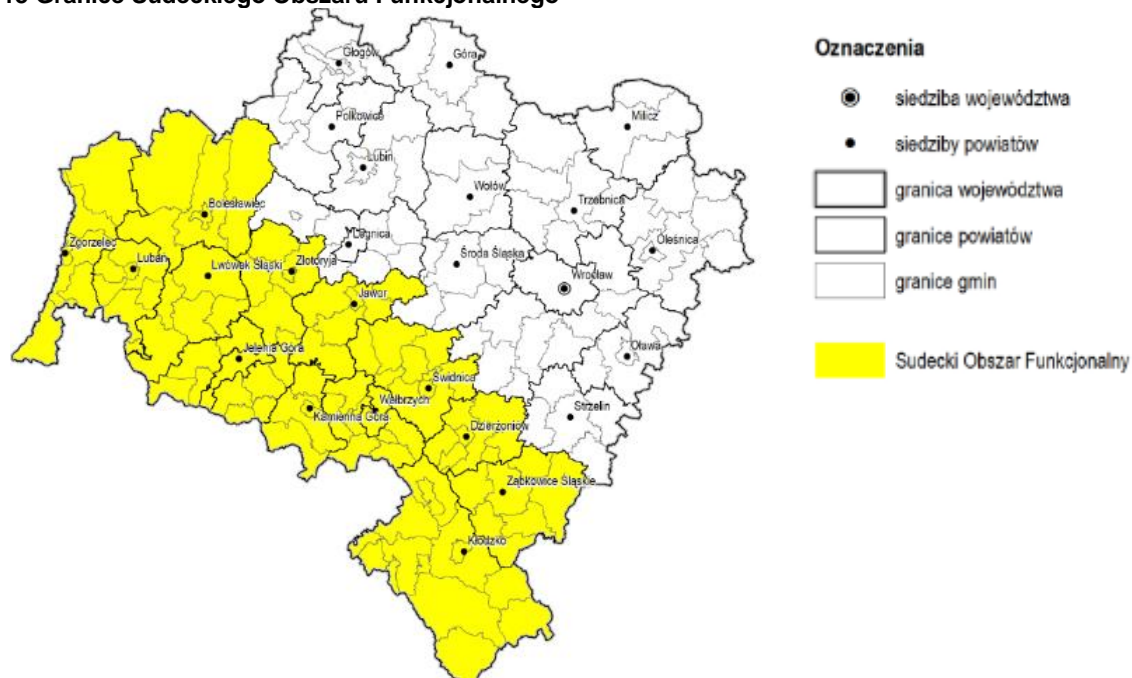 Granice Sudeckiego Obszaru Funkcjonalnego
Głogów
Góra
Polkowice
Milicz
Lubin
Wołów
Trzebnica
Bolesławiec
Legnica
Oleśnica
Zgorzelec
Lubań
Lwówek Śląski
Złotoryja
Środa Śląska
Wrocław
Jawor
Jelenia Góra
Oława
Świdnica
Kamienna Góra
Wałbrzych
Strzelin
Dzierżoniów
Ząbkowice Śląskie
Kłodzko
Oznaczenia
siedziba województwa
siedziby powiatów
granica województwa
granice powiatów
granice gmin
Sudecki Obszar Funkcjonalny